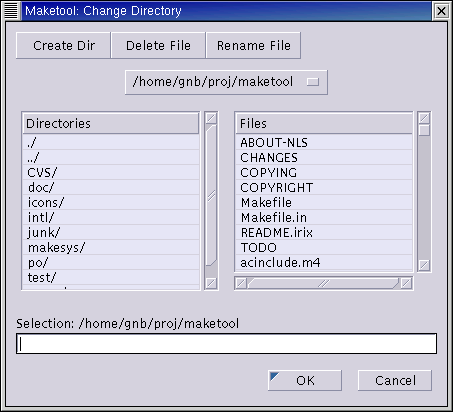 Maketool: Change Directory
Create Dir
Delete File
Rename File
/home/gnb/proj/maketool
Directories
./
../
CVS/
doc/
icons/
intl/
junk/
makesys/
po/
test/
Files
ABOUT-NLS
CHANGES
COPYING
COPYRIGHT
Makefile
Makefile.in
README.irix
TODO
acinclude.m4
Selection: /home/gnb/proj/maketool
OK
Cancel